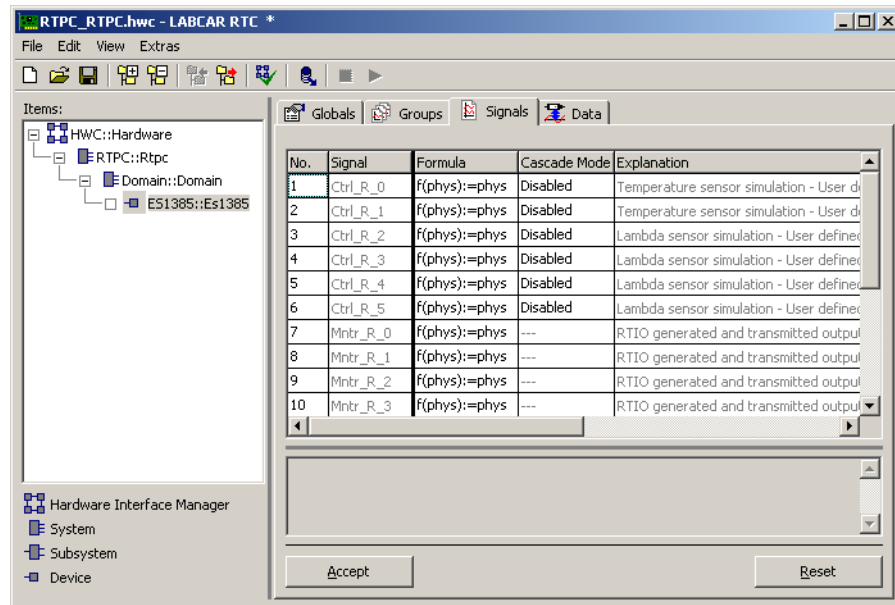 RTPC_RTPC.hwc - LABCAR RTC *
File Edit View Extras
Items:
HWC::Hardware
RTPC::Rtpc
Domain::Domain
ES1385::Es1385
Hardware Interface Manager
System
Subsystem
Device
Globals Groups Signals Data
No. Signal Formula Cascade Mode Explanation
1 Ctrl_R_0 f(phys):=phys Disabled Temperature sensor simulation - User de
2 Ctrl_R_1 f(phys):=phys Disabled Temperature sensor simulation - User de
3 Ctrl_R_2 f(phys):=phys Disabled Lambda sensor simulation - User defined
4 Ctrl_R_3 f(phys):=phys Disabled Lambda sensor simulation - User defined
5 Ctrl_R_4 f(phys):=phys Disabled Lambda sensor simulation - User defined
6 Ctrl_R_5 f(phys):=phys Disabled Lambda sensor simulation - User defined
7 Mntr_R_0 f(phys):=phys --- RTIO generated and transmitted output
8 Mntr_R_1 f(phys):=phys --- RTIO generated and transmitted output
9 Mntr_R_2 f(phys):=phys --- RTIO generated and transmitted output
10 Mntr_R_3 f(phys):=phys --- RTIO generated and transmitted output
Accept Reset